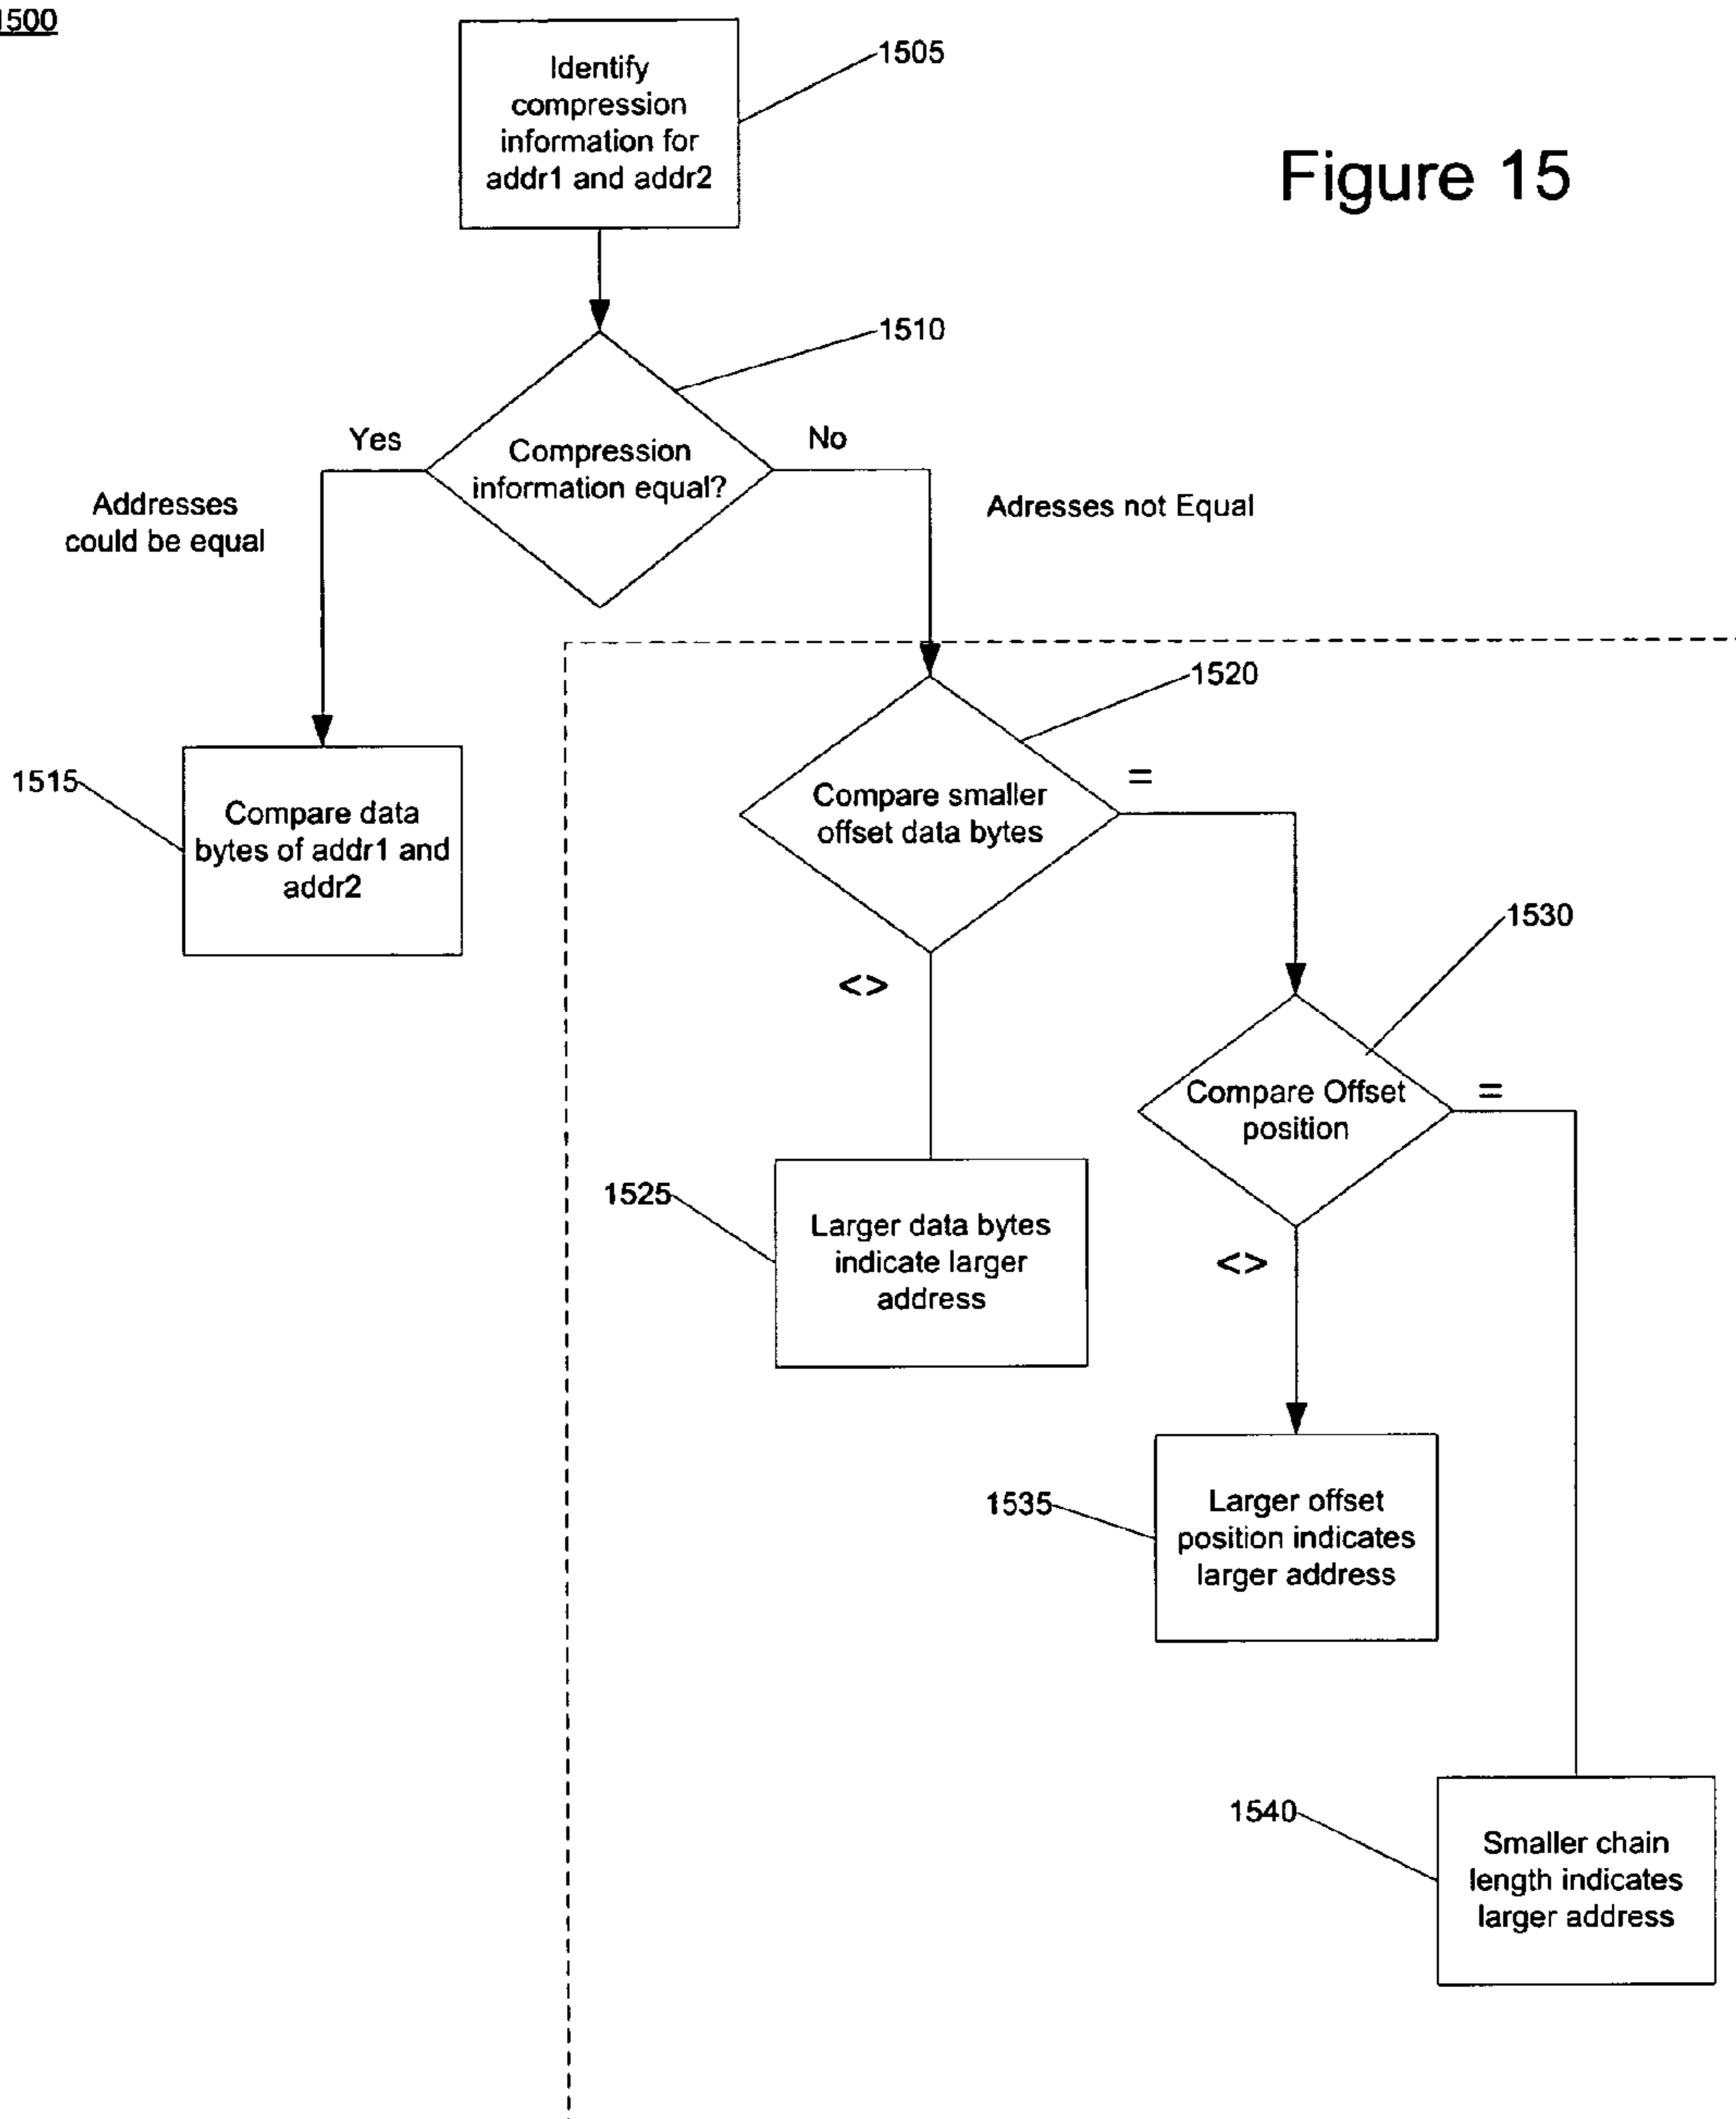 1500
Identify
compression
information for
addr1 and addr2
1505
Figure 15
1510
Compression
information equal?
Yes
No
Addresses
could be equal
Adresses not Equal
1515
Compare data
bytes of addr1 and
addr2
1520
Compare smaller
offset data bytes
=
<>
1525
Larger data bytes
indicate larger
address
1530
Compare Offset
position
=
<>
1535
Larger offset
position indicates
larger address
1540
Smaller chain
length indicates
larger address